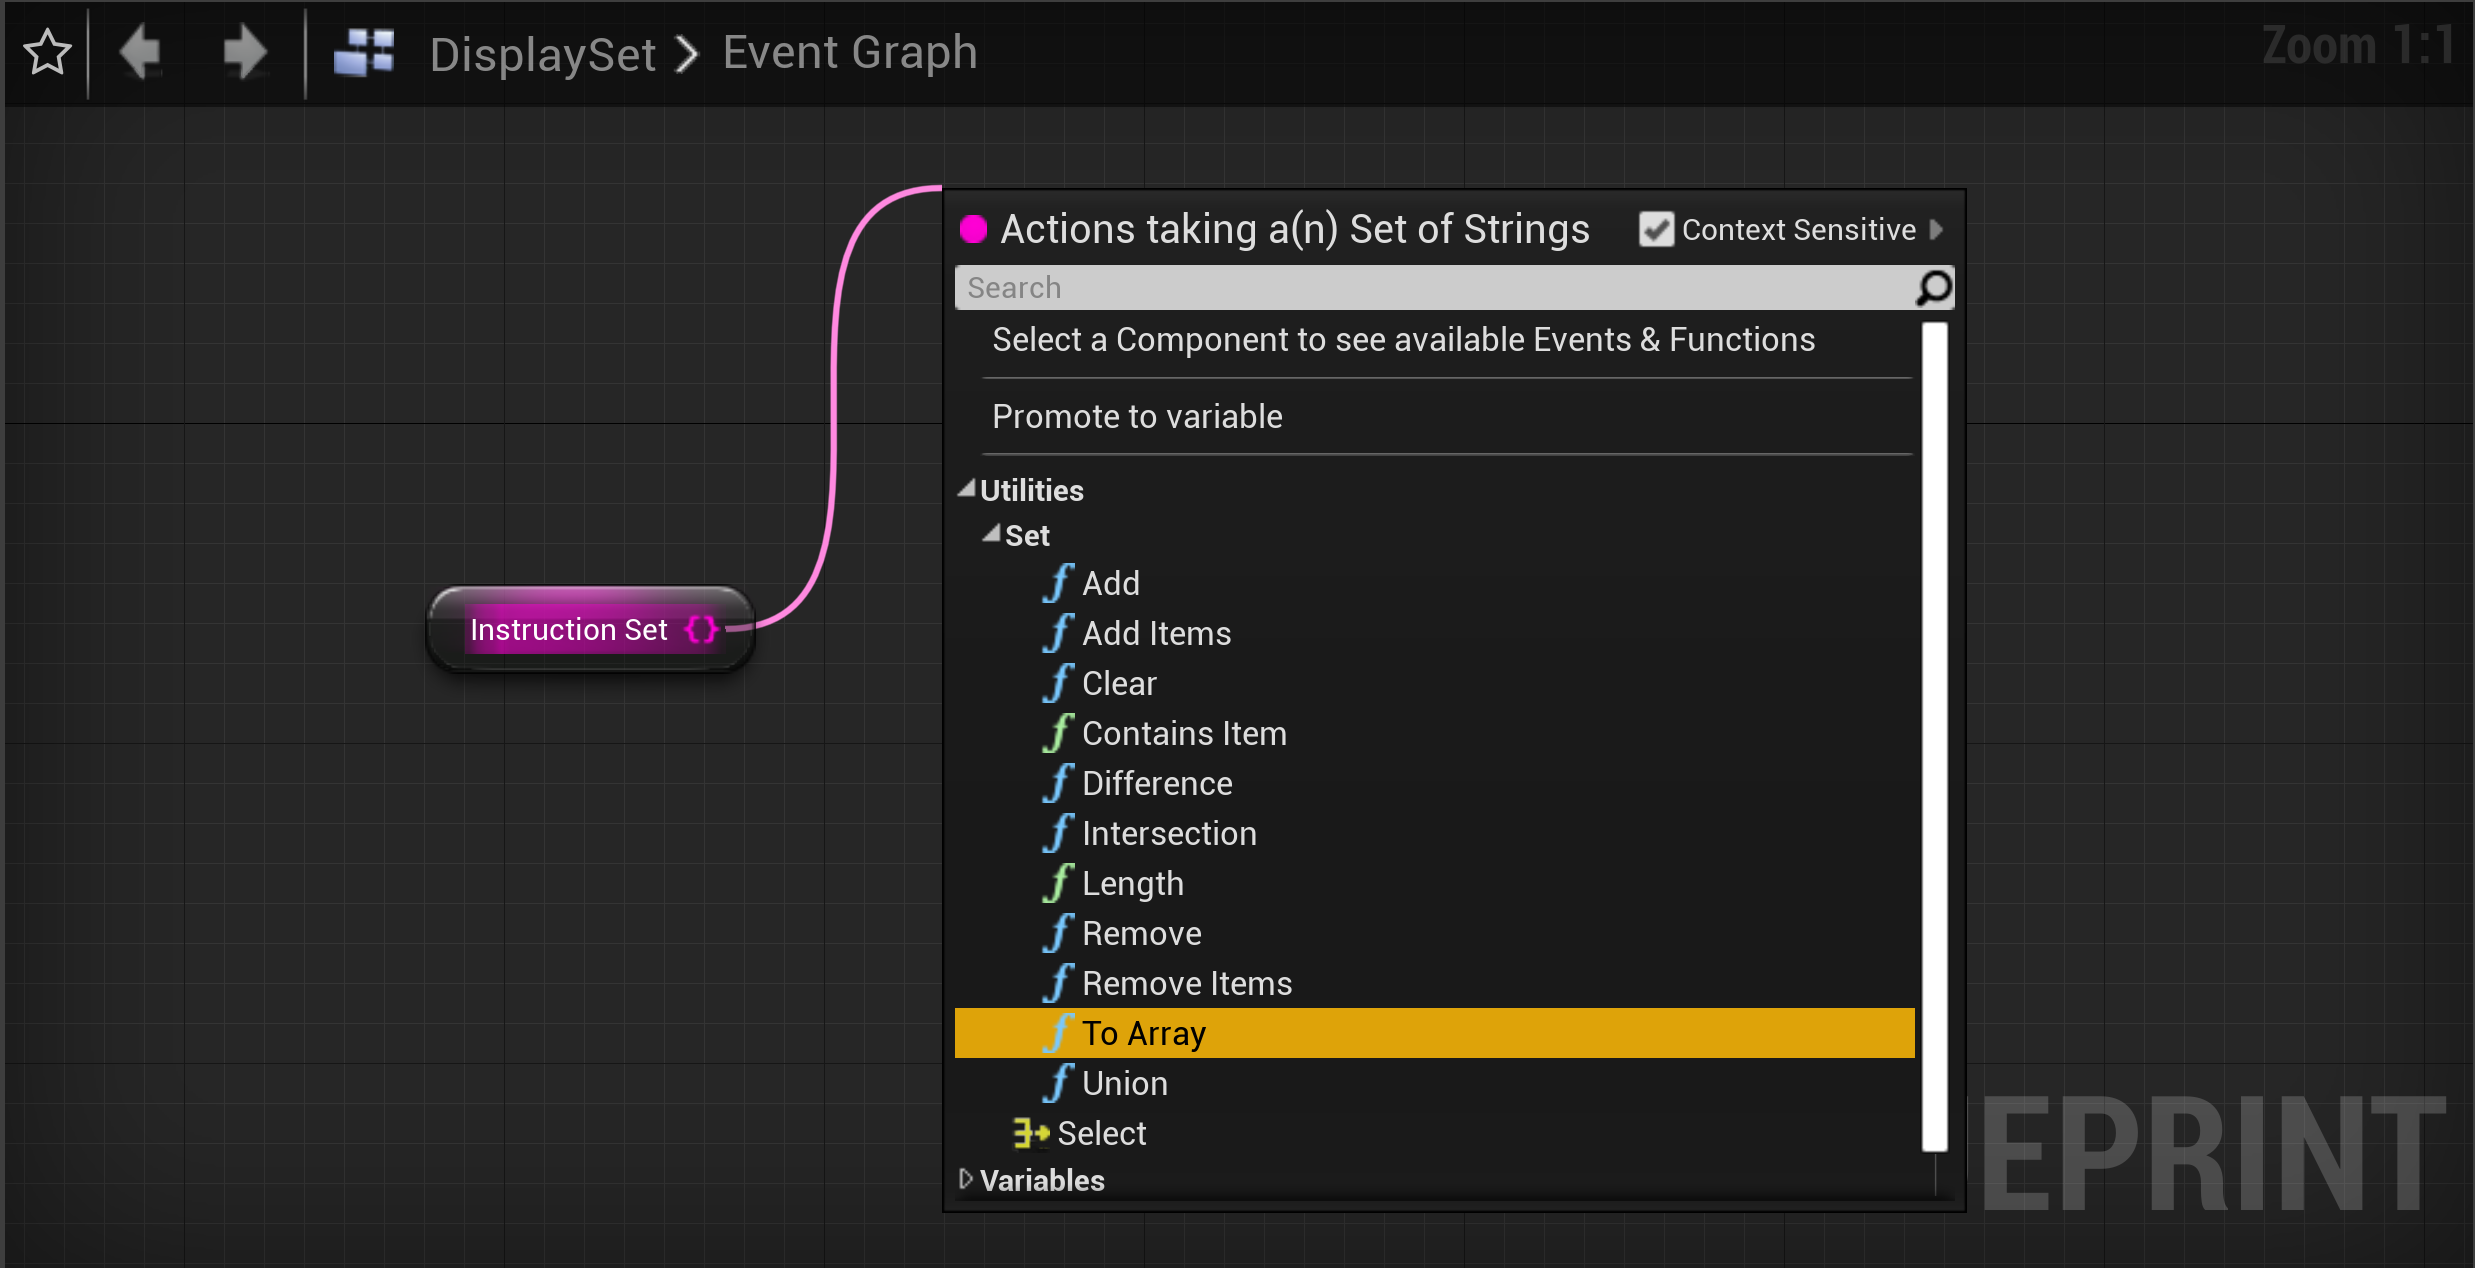 DisplaySet > Event Graph
Zoom 1:1
Actions taking a(n) Set of Strings
Context Sensitive
Search
Select a Component to see available Events & Functions
Promote to variable
Utilities
Set
Add
Add Items
Clear
Contains Item
Difference
Intersection
Length
Remove
Remove Items
To Array
Union
Select
Variables
Instruction Set {}
EPRINT